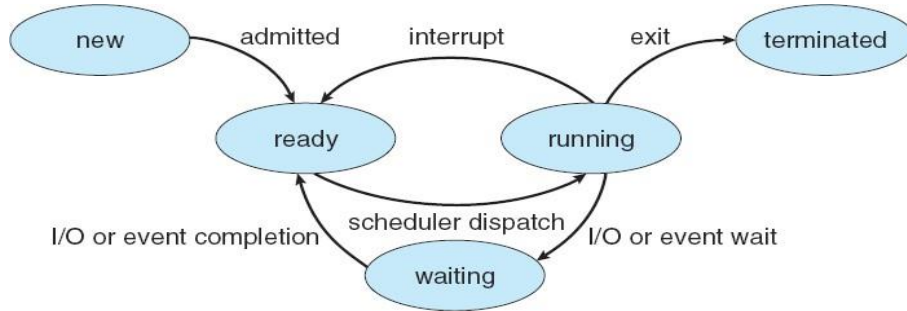 new
admitted
interrupt
exit
terminated
ready
running
scheduler dispatch
I/O or event completion
I/O or event wait
waiting